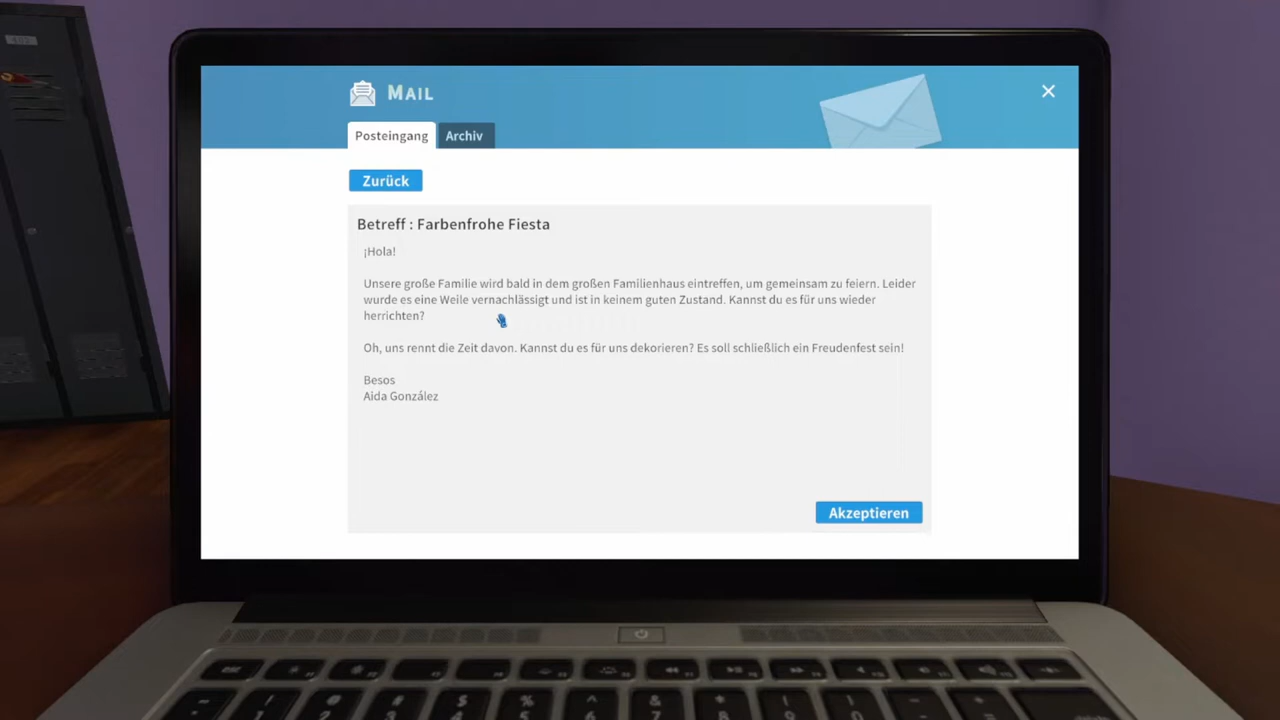 MAIL
Posteingang
Archiv
Zurück
Betreff : Farbenfrohe Fiesta
¡Hola!
Unsere große Familie wird bald in dem großen Familienhaus eintreffen, um gemeinsam zu feiern. Leider
wurde es eine Weile vernachlässigt und ist in keinem guten Zustand. Kannst du es für uns wieder
herrichten?
Oh, uns rennt die Zeit davon. Kannst du es für uns dekorieren? Es soll schließlich ein Freudenfest sein!
Besos
Aida González
Akzeptieren